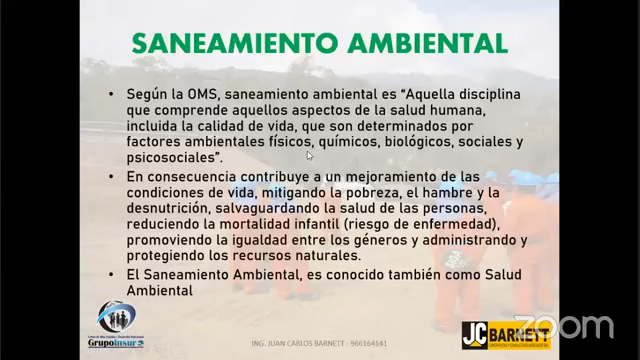 SANEAMIENTO AMBIENTAL
• Según la OMS, saneamiento ambiental es “Aquella disciplina
que comprende aquellos aspectos de la salud humana,
incluida la calidad de vida, que son determinados por
factores ambientales físicos, químicos, biológicos, sociales y
psicosociales”.
• En consecuencia contribuye a un mejoramiento de las
condiciones de vida, mitigando la pobreza, el hambre y la
desnutrición, salvaguardando la salud de las personas,
reduciendo la mortalidad infantil (riesgo de enfermedad),
promoviendo la igualdad entre los géneros y administrando y
protegiendo los recursos naturales.
• El Saneamiento Ambiental, es conocido también como Salud
Ambiental
GrupoInsur
ING. JUAN CARLOS BARNETT - 966164141
JC BARNETT
zoom